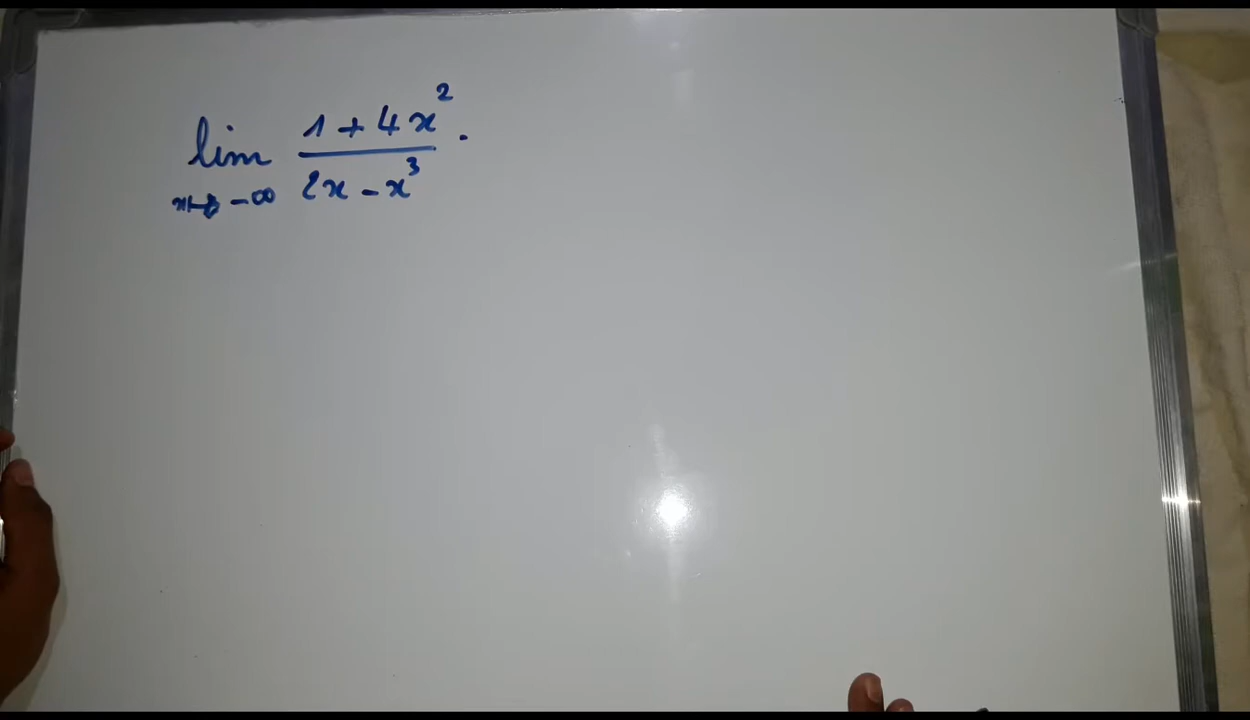 lim 1 + 4x² .
x→-∞ 2x - x³